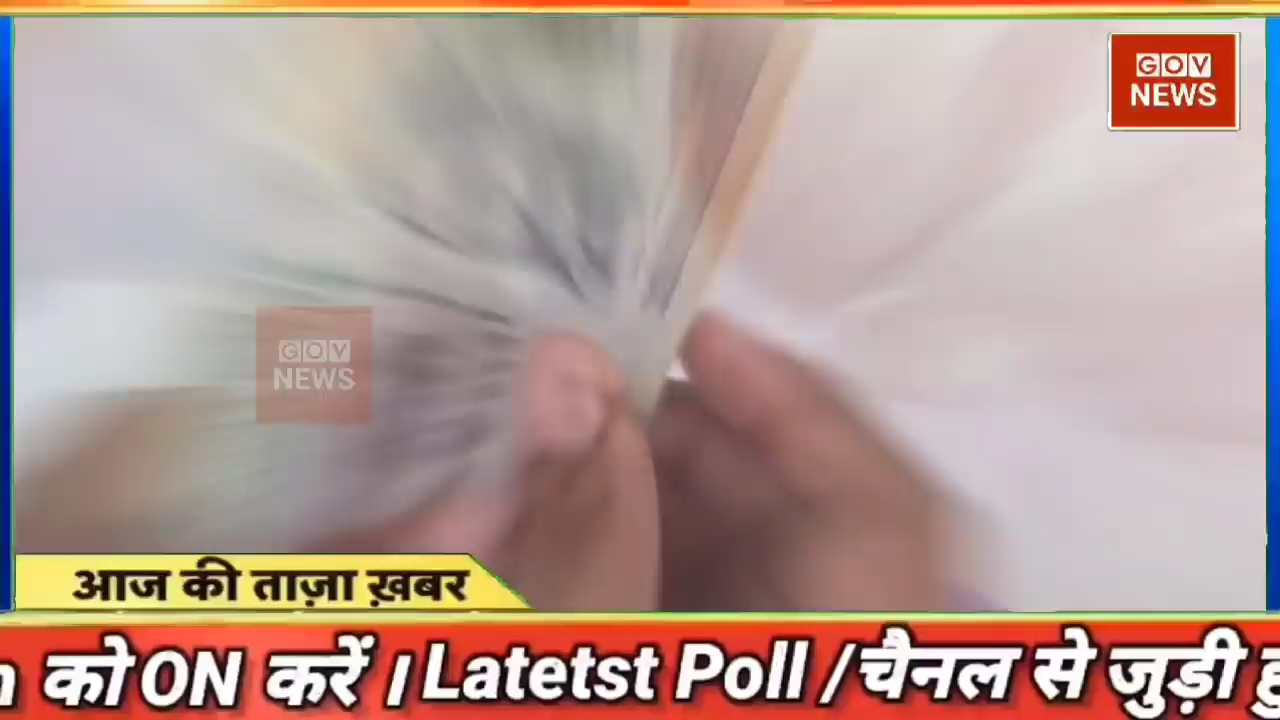 GOV
NEWS
GOV
NEWS
आज की ताज़ा ख़बर
को ON करें । Latetst Poll / चैनल से जुड़ी